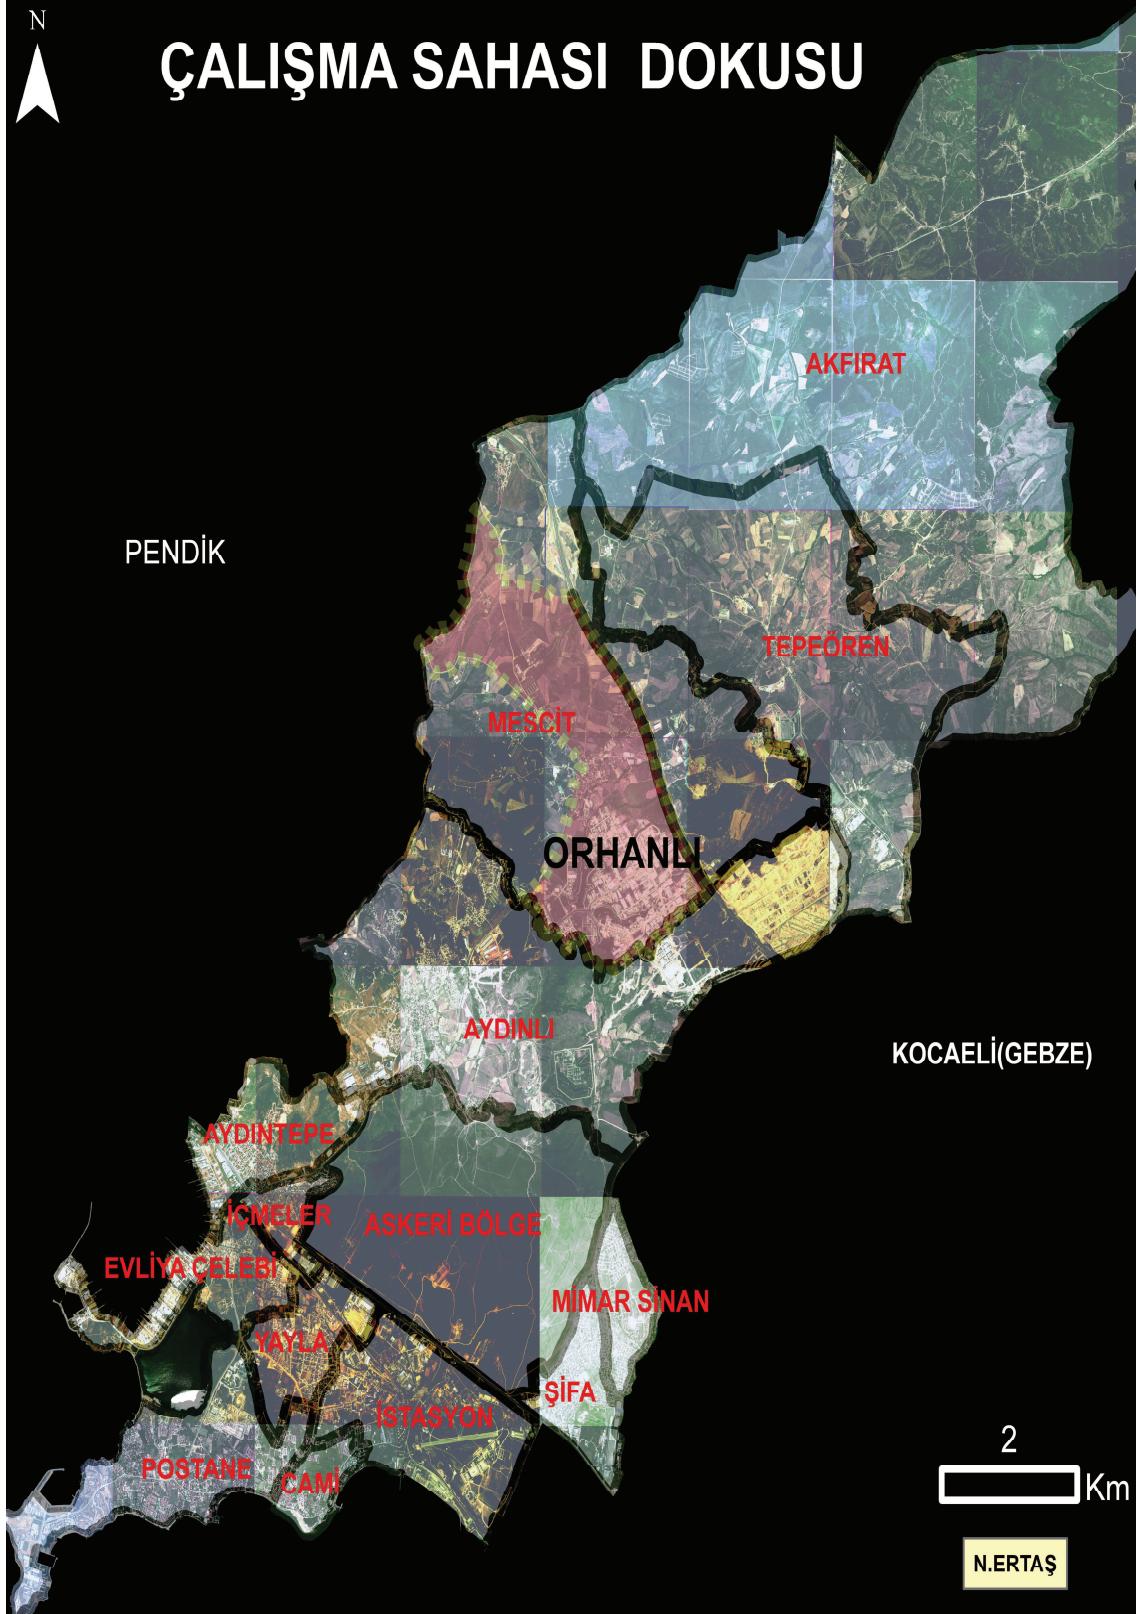 N
ÇALIŞMA SAHASI DOKUSU
AKFIRAT
PENDİK
TEPEÖREN
MESCİT
ORHANLI
AYDINLI
KOCAELİ(GEBZE)
AYDINTEPE
İÇMELER
ASKERİ BÖLGE
EVLİYA ÇELEBİ
MİMAR SİNAN
YAYLA
ŞİFA
İSTASYON
POSTANE
CAMİ
2
Km
N.ERTAŞ